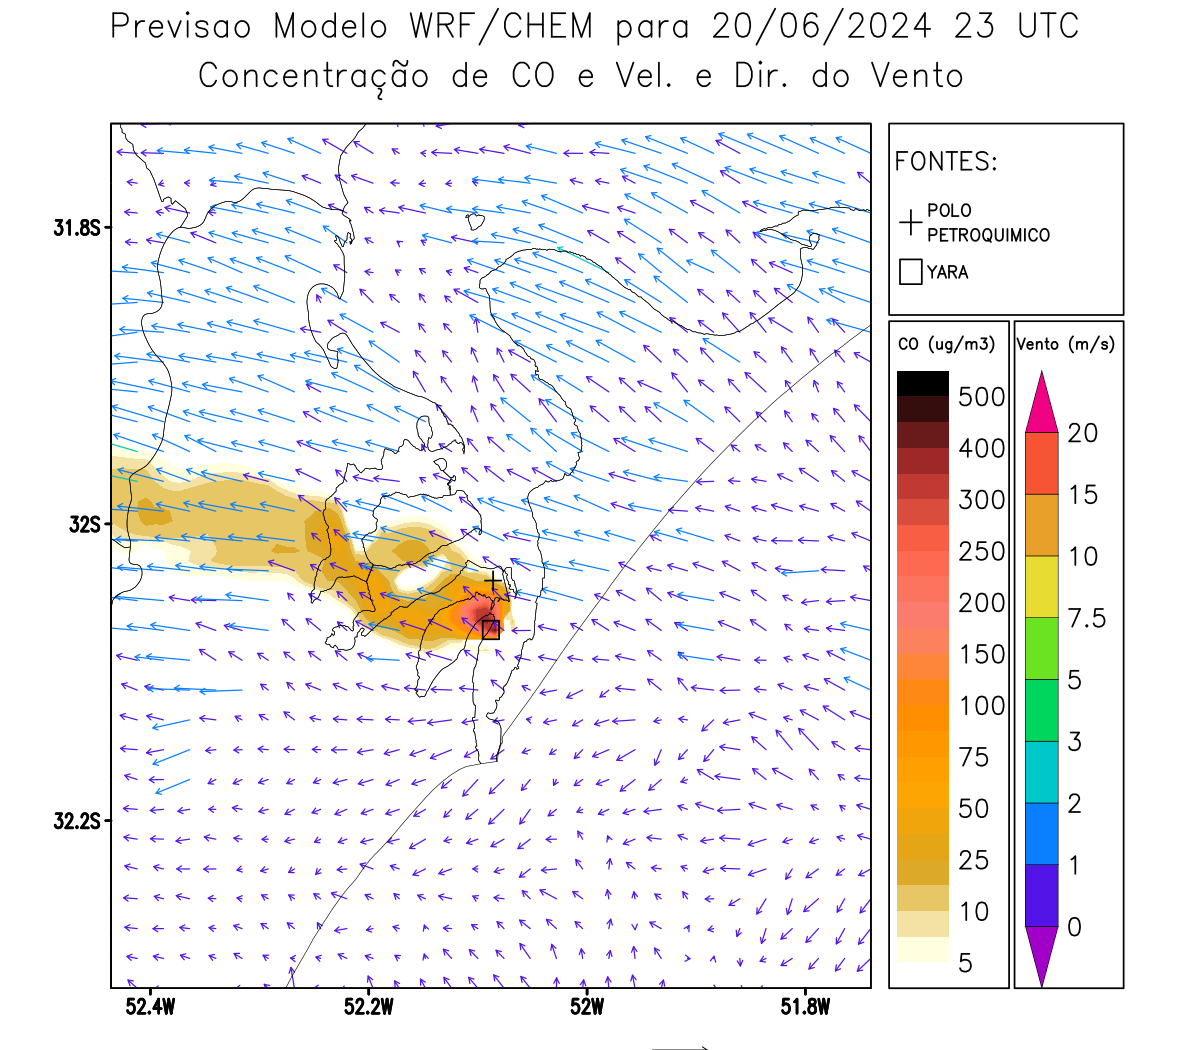 Previsao Modelo WRF/CHEM para 20/06/2024 23 UTC
Concentração de CO e Vel. e Dir. do Vento
FONTES:
POLO
PETROQUIMICO
YARA
CO (ug/m3)
500
400
300
250
200
150
100
75
50
25
10
5
Vento (m/s)
20
15
10
7.5
5
3
2
1
0
31.8S
32S
32.2S
52.4W
52.2W
52W
51.8W